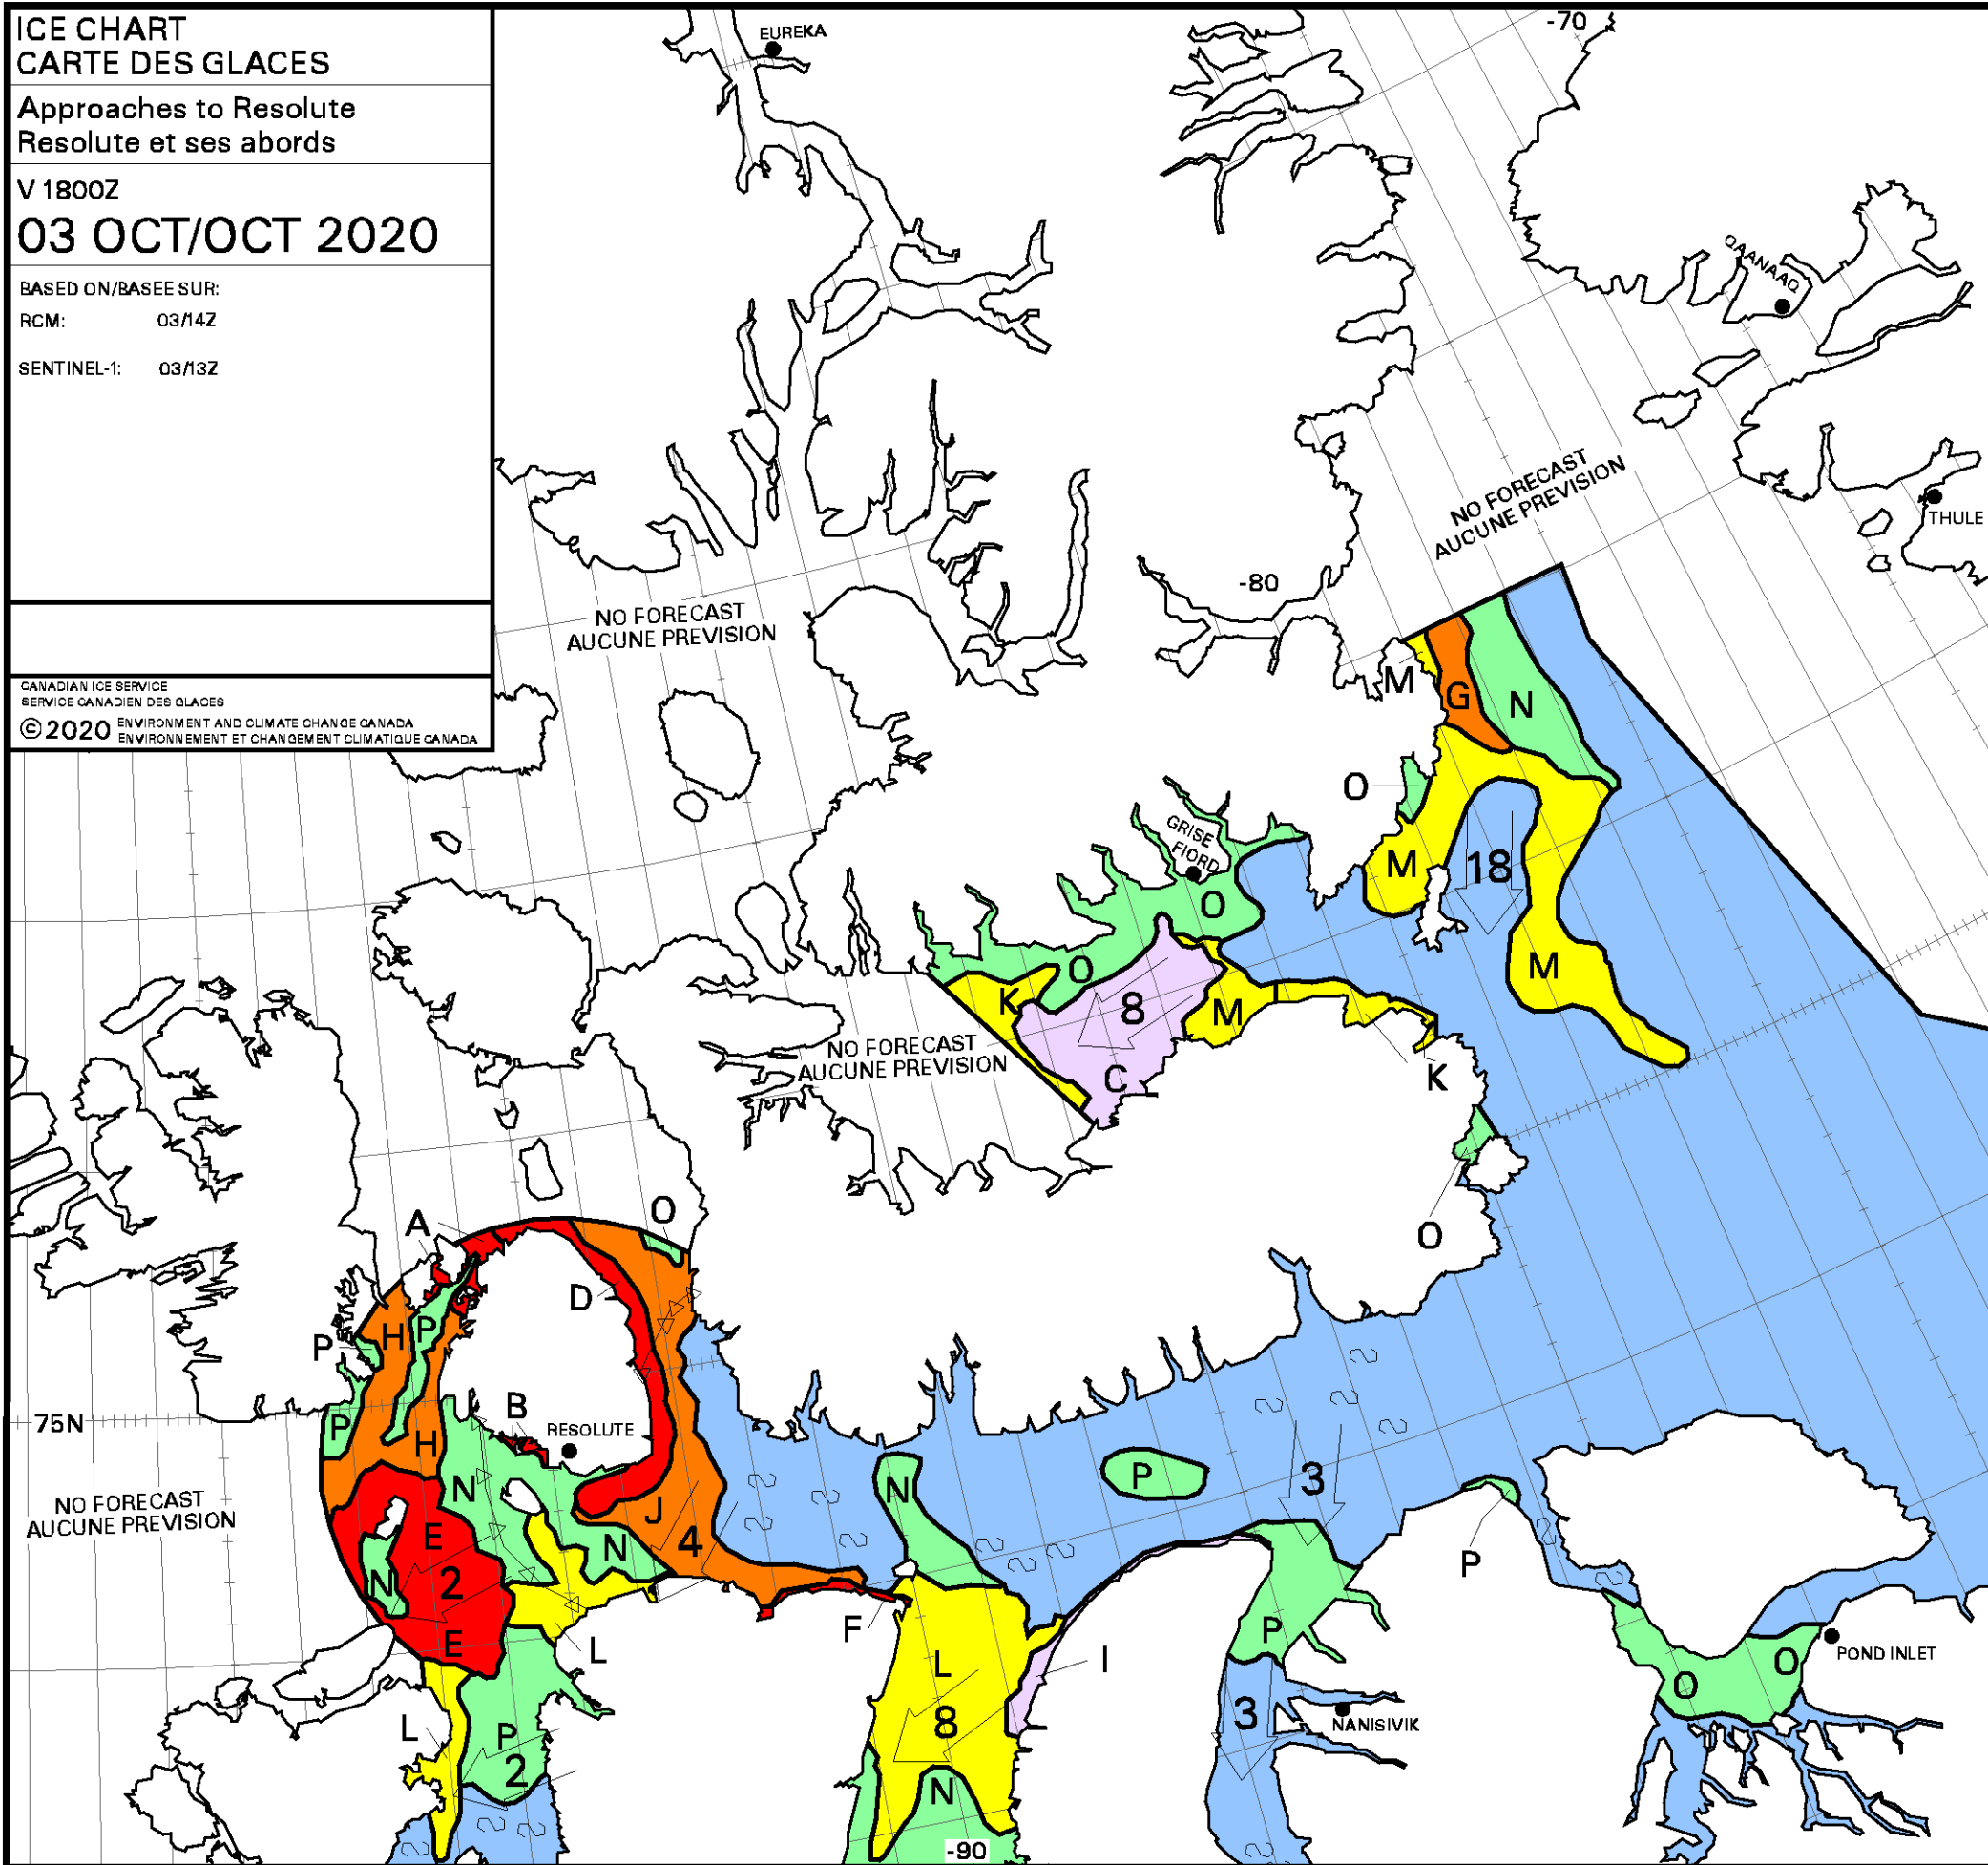 ICE CHART
CARTE DES GLACES
Approaches to Resolute
Resolute et ses abords
V 1800Z
03 OCT/OCT 2020
BASED ON/BASEE SUR:
RCM: 03/14Z
SENTINEL-1: 03/13Z
CANADIAN ICE SERVICE
SERVICE CANADIEN DES GLACES
© 2020 ENVIRONMENT AND CLIMATE CHANGE CANADA
ENVIRONNEMENT ET CHANGEMENT CLIMATIQUE CANADA
EUREKA
-70
QAANAAQ
THULE
NO FORECAST
AUCUNE PREVISION
-80
NO FORECAST
AUCUNE PREVISION
M
G
N
O
GRISE
FIORD
M
18
O
O
M
K
8
M
NO FORECAST
AUCUNE PREVISION
C
K
A
O
O
D
H
P
P
B
RESOLUTE
75N
P
H
N
P
3
N
NO FORECAST
AUCUNE PREVISION
J
4
E
N
P
N
2
E
F
L
L
I
P
O
O
POND INLET
L
P
8
3
NANISIVIK
2
N
-90